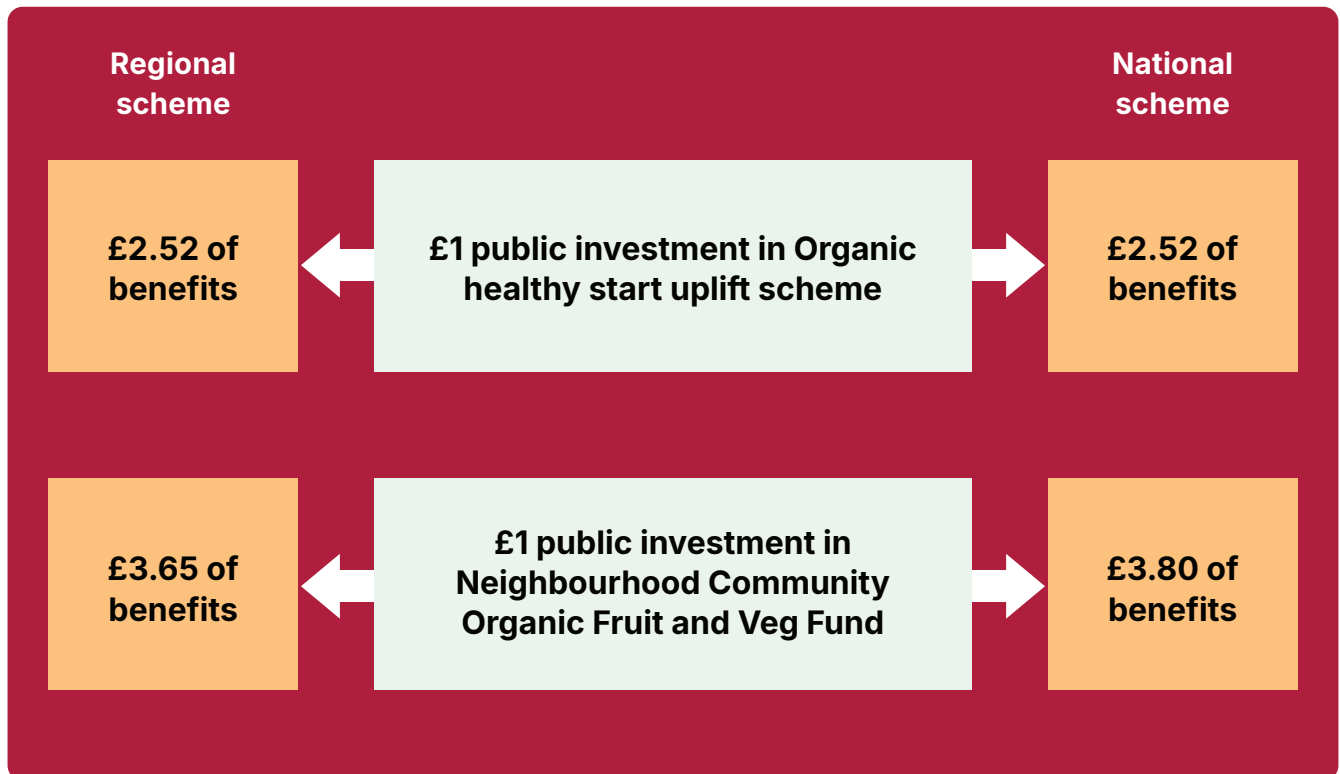 Regional
scheme
National
scheme
£2.52 of
benefits
£1 public investment in Organic
healthy start uplift scheme
£2.52 of
benefits
£3.65 of
benefits
£1 public investment in
Neighbourhood Community
Organic Fruit and Veg Fund
£3.80 of
benefits